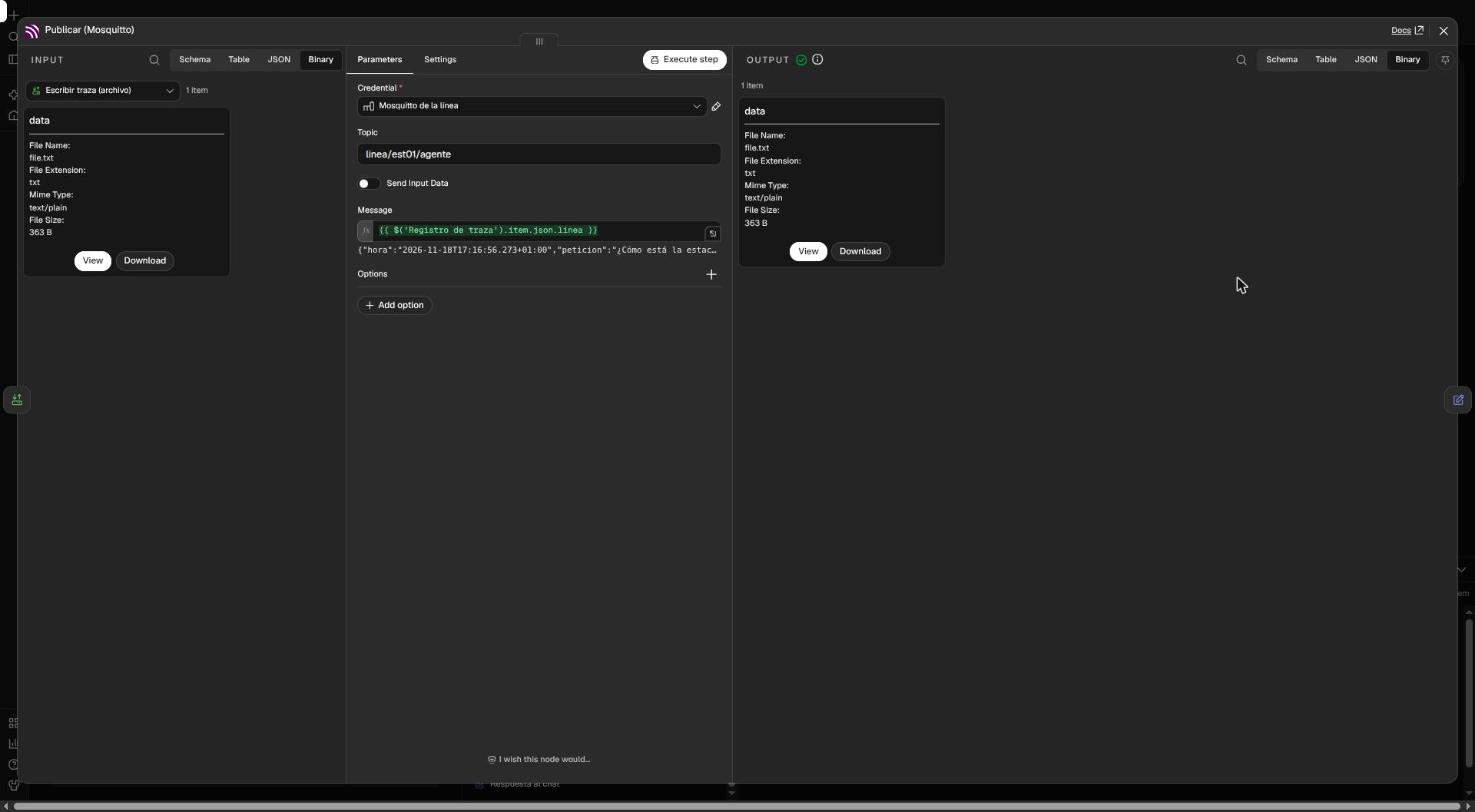 Publicar (Mosquitto)
Docs
INPUT
Schema
Table
JSON
Binary
Escribir traza (archivo)
1 item
data
File Name:
file.txt
File Extension:
txt
Mime Type:
text/plain
File Size:
363 B
View
Download
Parameters
Settings
Execute step
Credential *
Mosquitto de la línea
Topic
linea/est01/agente
Send Input Data
Message
fx
{{ $('Registro de traza').item.json.linea }}
{"hora":"2026-11-18T17:16:56.273+01:00","peticion":"¿Cómo está la estac…
Options
Add option
I wish this node would...
OUTPUT
Schema
Table
JSON
Binary
1 item
data
File Name:
file.txt
File Extension:
txt
Mime Type:
text/plain
File Size:
363 B
View
Download
em
Respuesta al chat